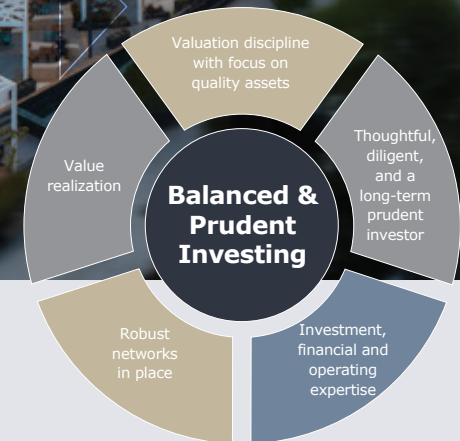 Valuation discipline
with focus on
quality assets
Thoughtful,
diligent,
and a
long-term
prudent
investor
Investment,
financial and
operating
expertise
Robust
networks
in place
Value
realization
Balanced &
Prudent
Investing